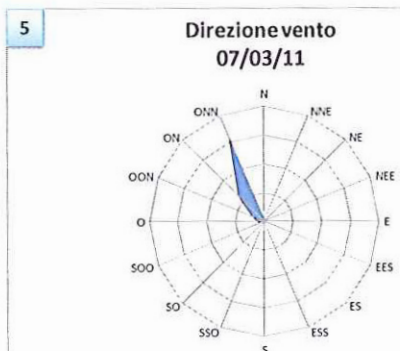 5
Direzione vento
07/03/11
N
ONN
NNE
ON
NE
OON
NEE
O
E
SOO
EES
SO
ES
SSO
ESS
S